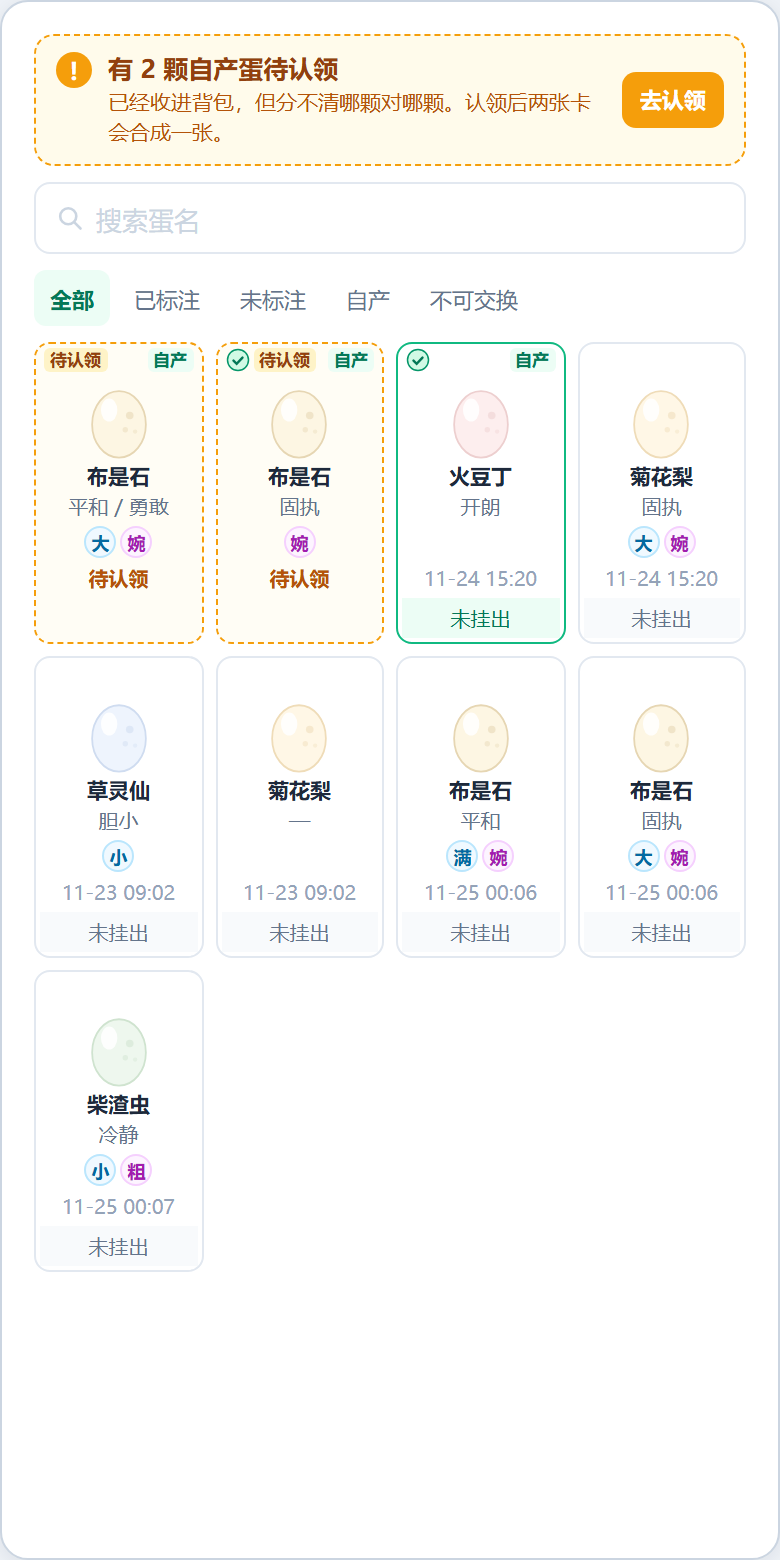 !
有 2 颗自产蛋待认领
已经收进背包，但分不清哪颗对哪颗。认领后两张卡
会合成一张。
去认领
搜索蛋名
全部 已标注 未标注 自产 不可交换
待认领 自产
布是石
平和 / 勇敢
大 婉
待认领
待认领 自产
布是石
固执
婉
待认领
自产
火豆丁
开朗
11-24 15:20
未挂出
菊花梨
固执
大 婉
11-24 15:20
未挂出
草灵仙
胆小
小
11-23 09:02
未挂出
菊花梨
—
11-23 09:02
未挂出
布是石
平和
满 婉
11-25 00:06
未挂出
布是石
固执
大 婉
11-25 00:06
未挂出
柴渣虫
冷静
小 粗
11-25 00:07
未挂出